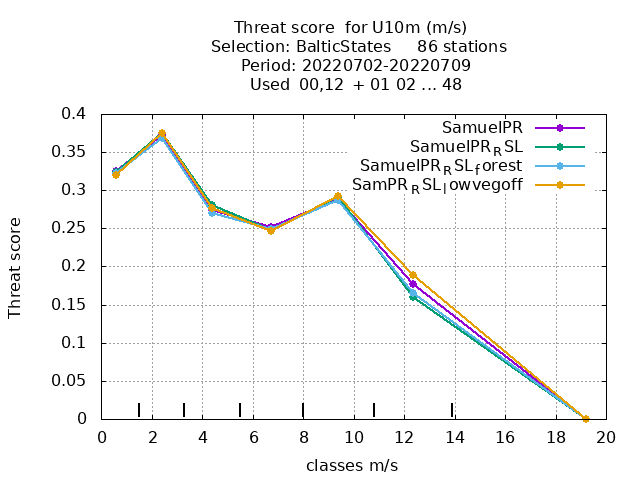 Threat score  for U10m (m/s)
Selection: BalticStates     86 stations
Period: 20220702-20220709
Used  00,12  + 01 02 ... 48
SamuelPR
SamuelPR_RSL
SamuelPR_RSL_forest
SamPR_RSL_lowvegoff
0.4
0.35
0.3
0.25
0.2
0.15
0.1
0.05
0
Threat score
0 2 4 6 8 10 12 14 16 18 20
classes m/s